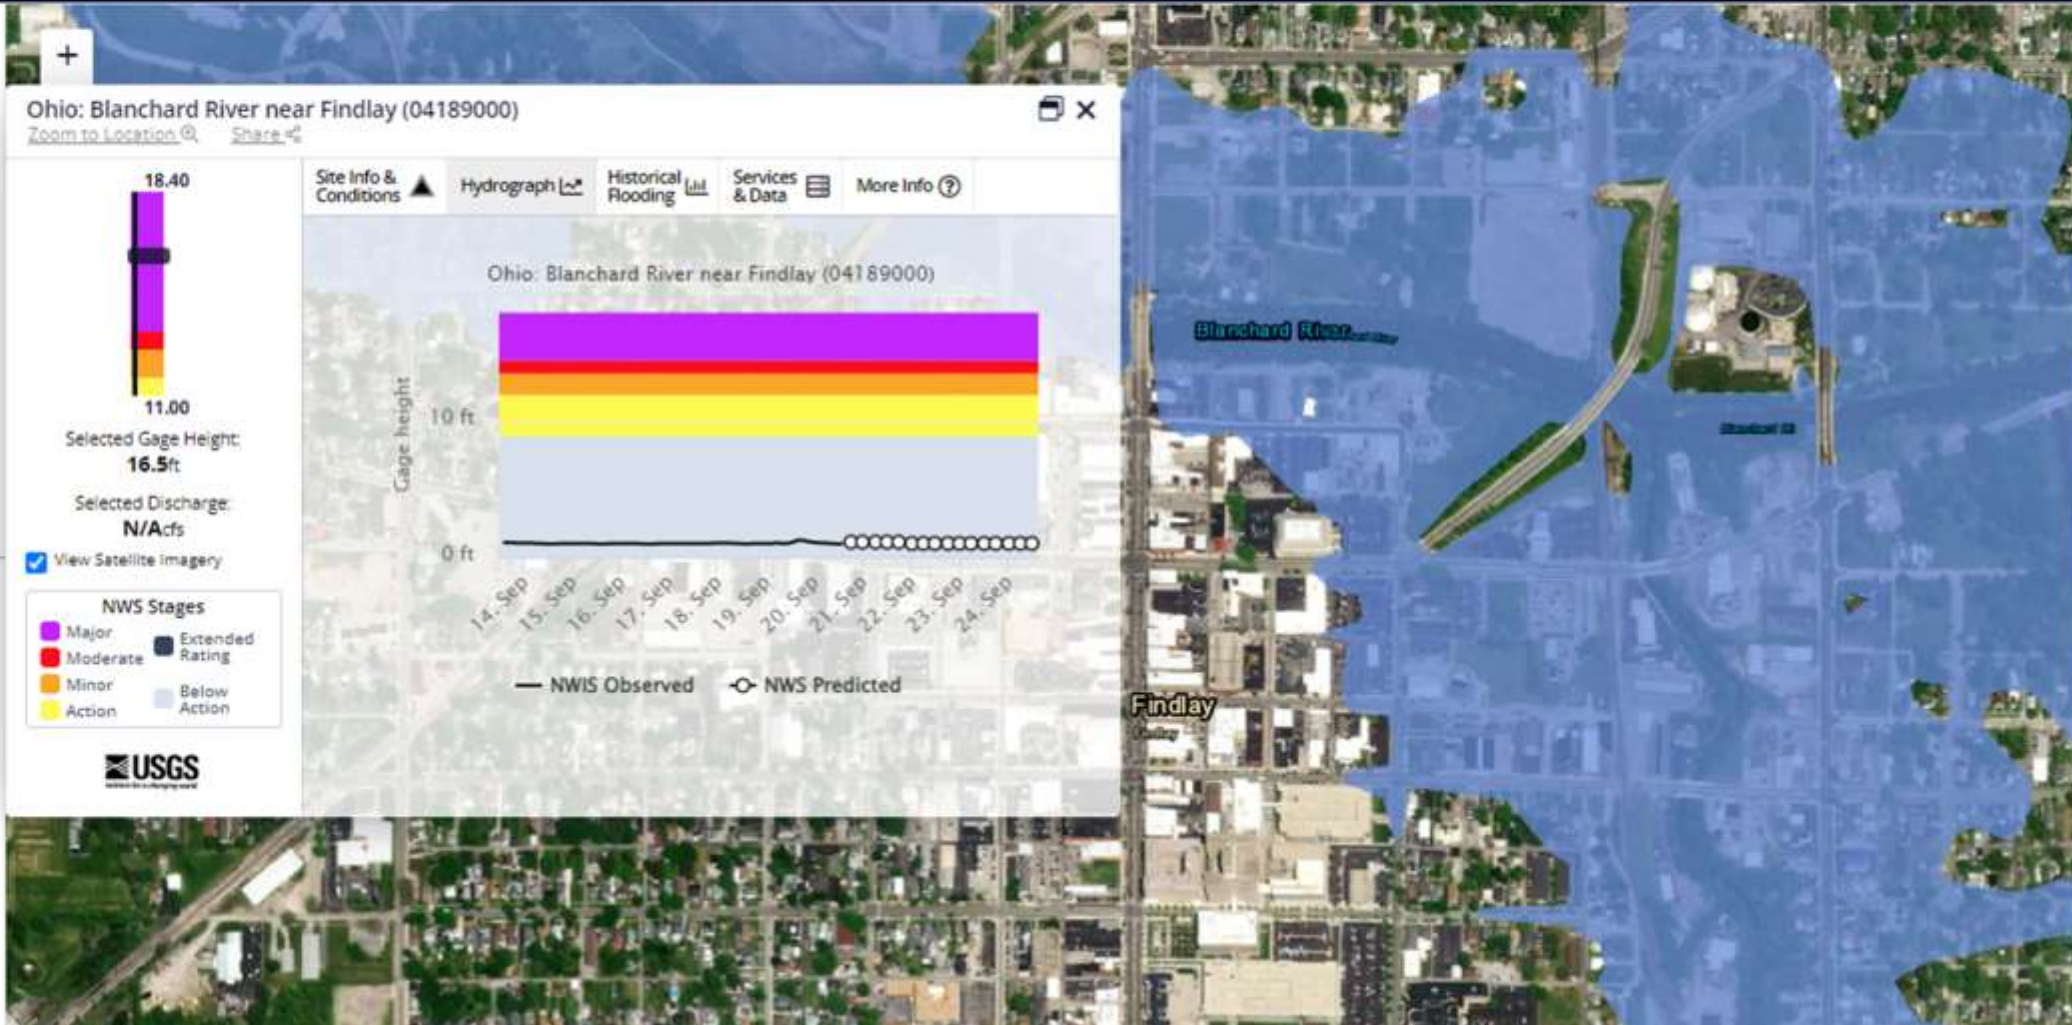 +
Ohio: Blanchard River near Findlay (04189000)
Zoom to Location
Share
18.40
11.00
Selected Gage Height:
16.5ft
Selected Discharge:
N/Acfs
View Satellite Imagery
NWS Stages
Major
Moderate
Minor
Action
Extended
Rating
Below
Action
USGS
Site Info &
Conditions
Hydrograph
Historical
Flooding
Services
& Data
More Info
Ohio: Blanchard River near Findlay (04189000)
Gage height
10 ft
0 ft
14. Sep
15. Sep
16. Sep
17. Sep
18. Sep
19. Sep
20. Sep
21. Sep
22. Sep
23. Sep
24. Sep
NWIS Observed
NWS Predicted
Blanchard River
Findlay
Findlay